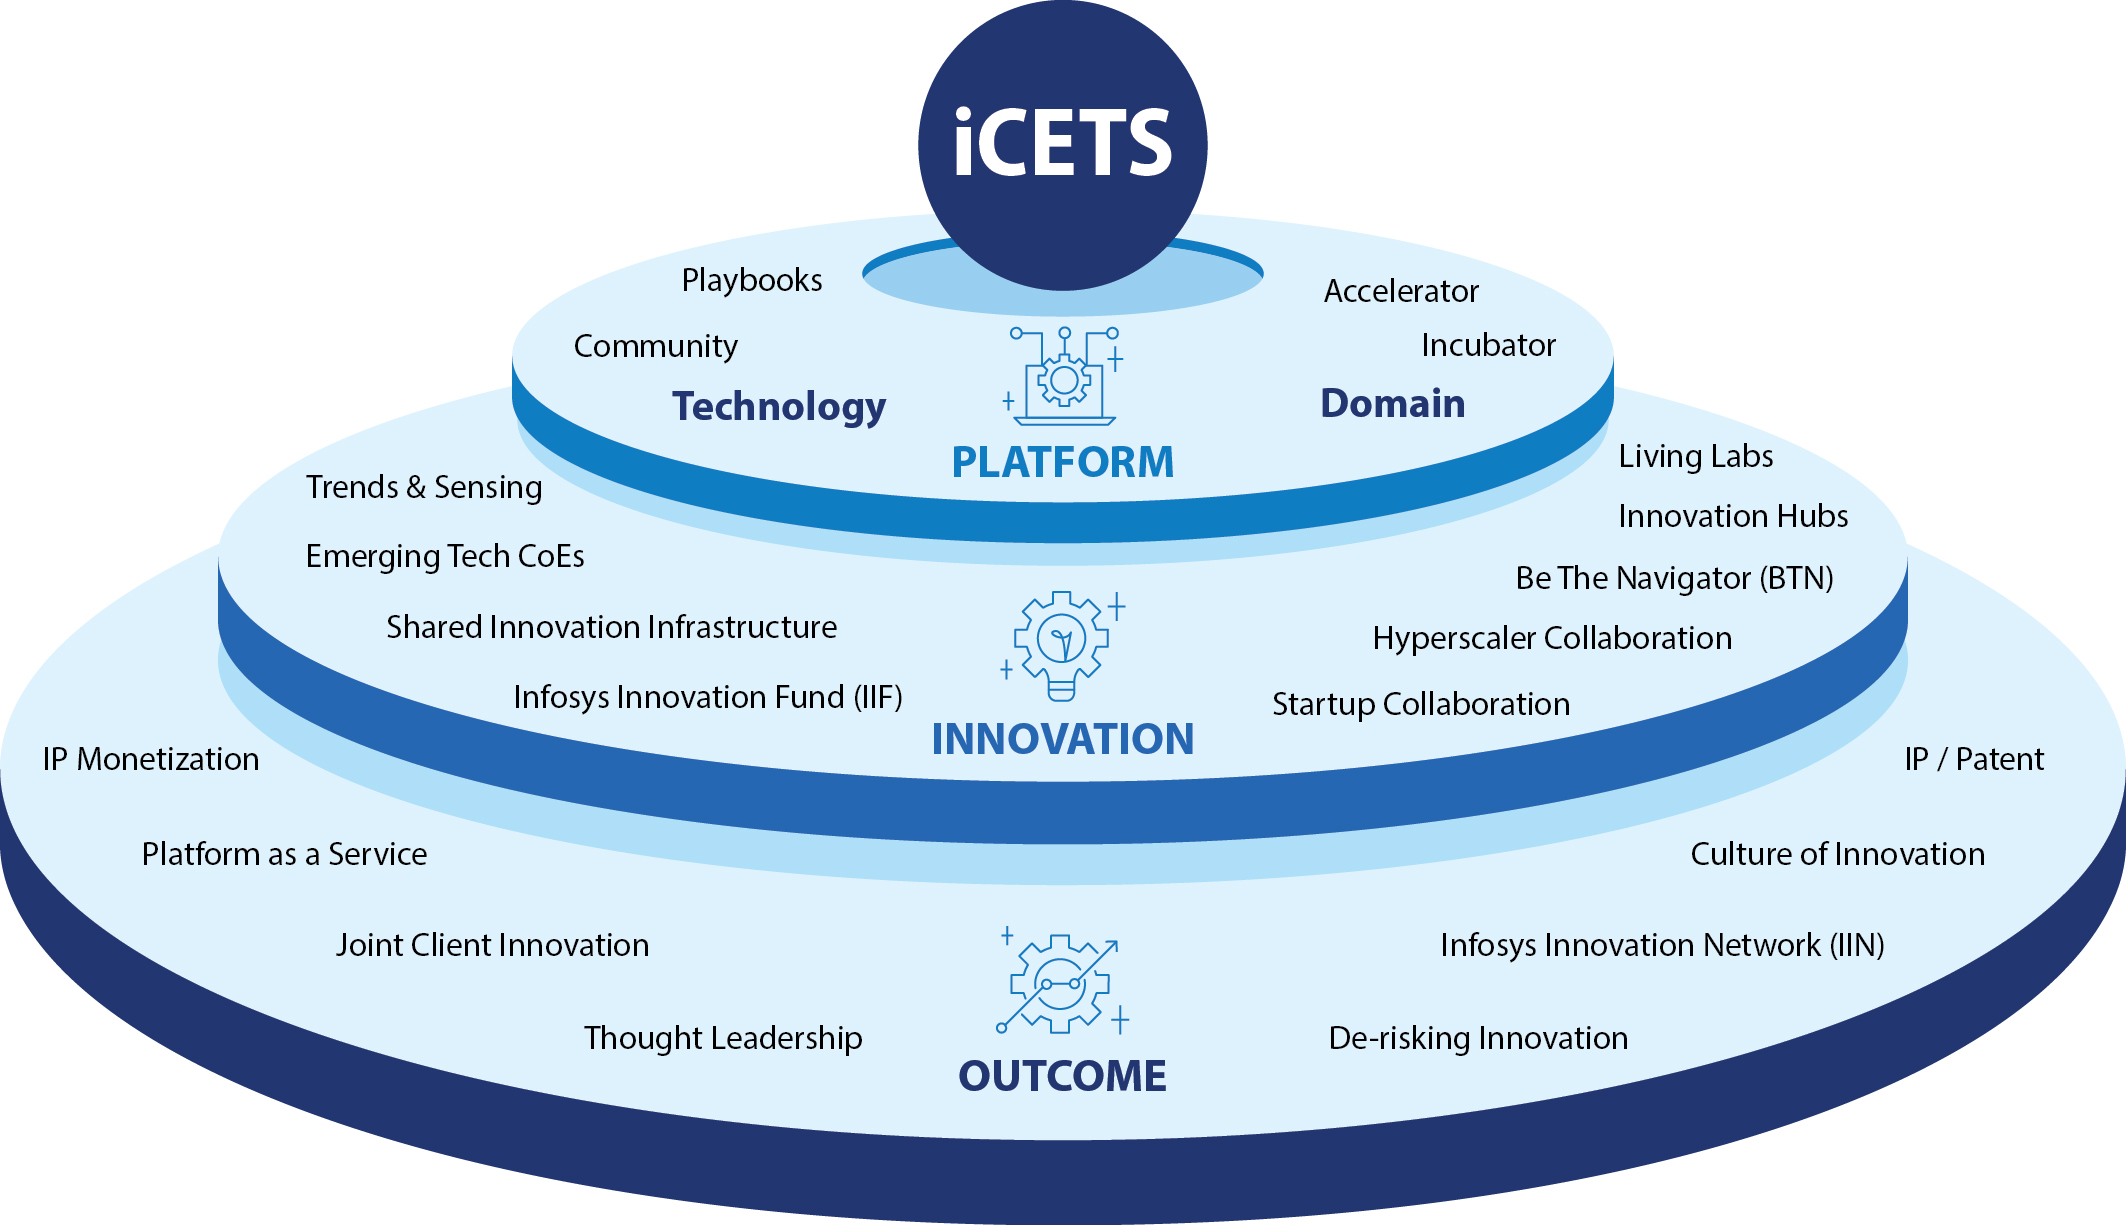 iCETS
Playbooks
Accelerator
Community
Incubator
Technology
Domain
PLATFORM
Living Labs
Trends & Sensing
Innovation Hubs
Emerging Tech CoEs
Be The Navigator (BTN)
Shared Innovation Infrastructure
Hyperscaler Collaboration
Infosys Innovation Fund (IIF)
Startup Collaboration
INNOVATION
IP Monetization
IP / Patent
Platform as a Service
Culture of Innovation
Joint Client Innovation
Infosys Innovation Network (IIN)
Thought Leadership
De-risking Innovation
OUTCOME